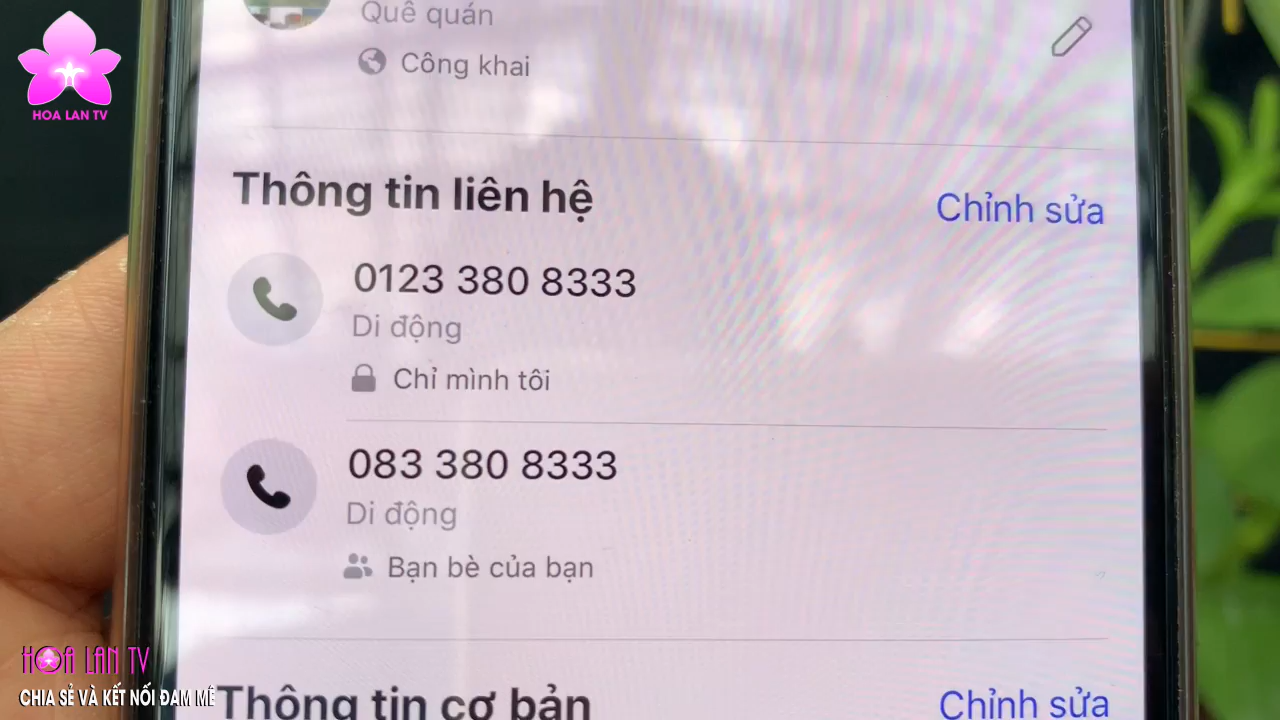 Quê quán
Công khai
HOA LAN TV
Thông tin liên hệ
Chỉnh sửa
0123 380 8333
Di động
Chỉ mình tôi
083 380 8333
Di động
Bạn bè của bạn
HOA LAN TV
CHIA SẺ VÀ KẾT NỐI ĐAM MÊ
Thông tin cơ bản
Chỉnh sửa